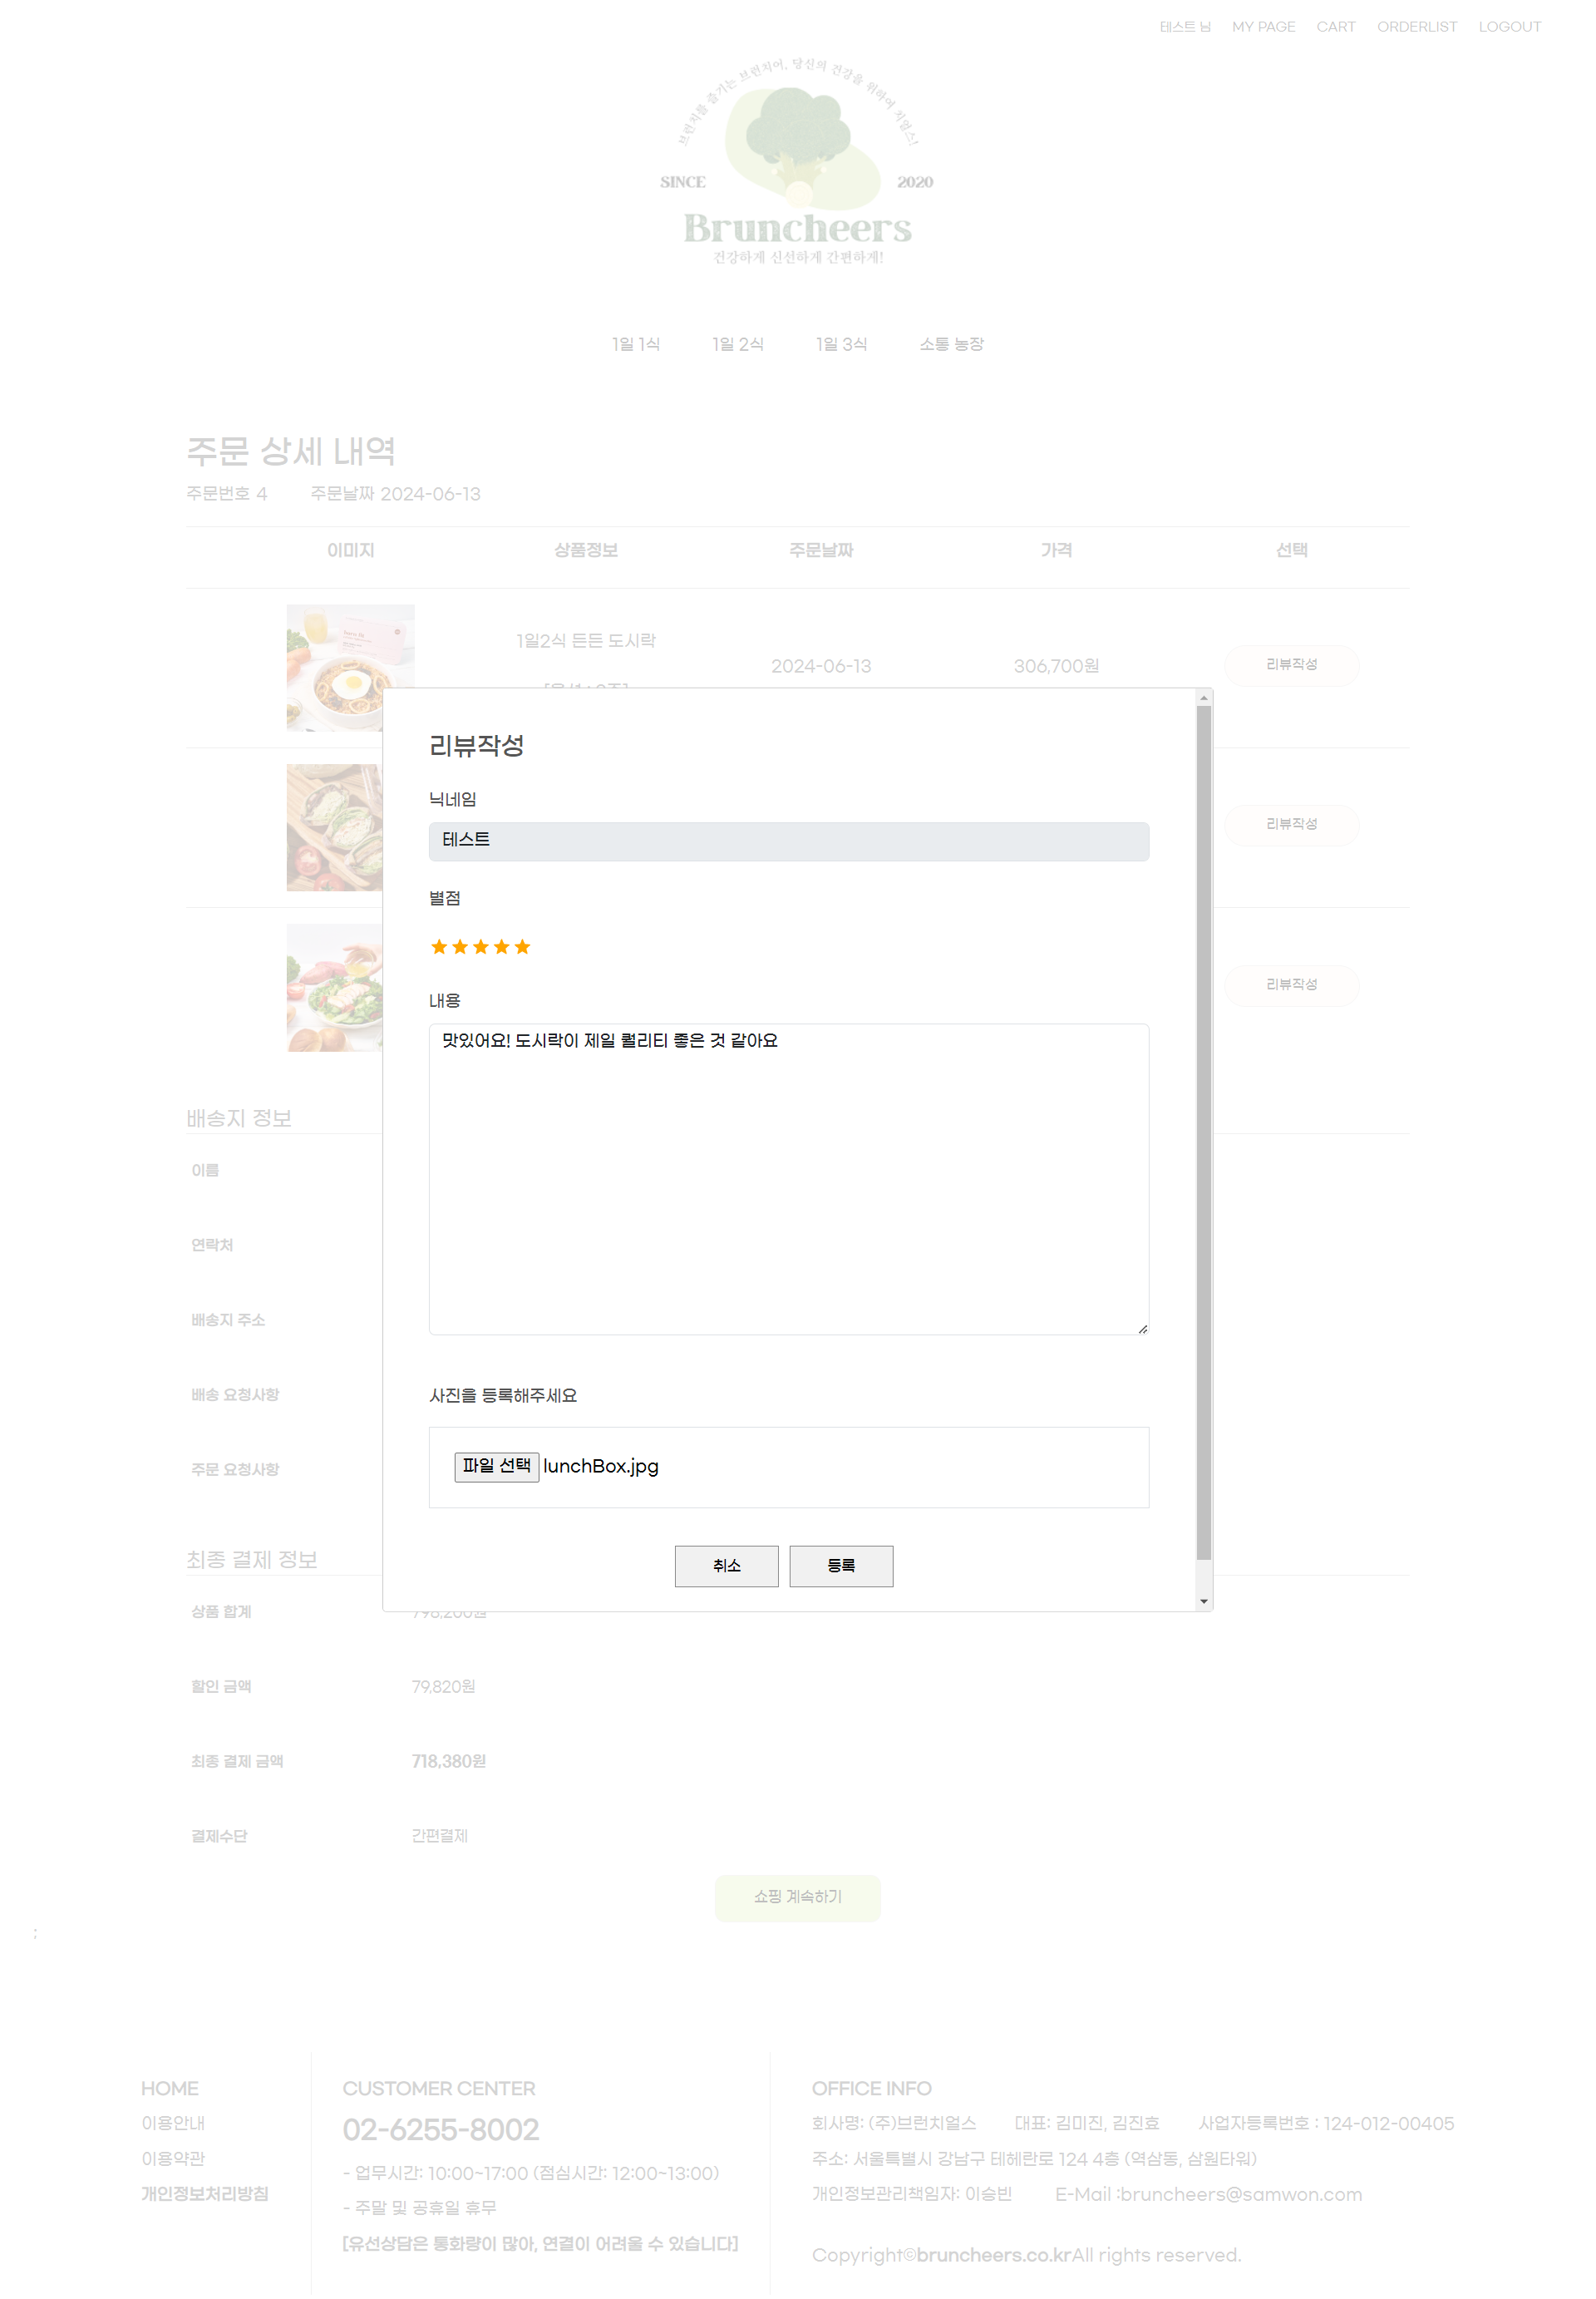 테스트 님 MY PAGE CART ORDERLIST LOGOUT
브런치를 즐기는 브런치어, 당신의 건강을 위하여 치얼스!
SINCE 2020
Bruncheers
건강하게 신선하게 간편하게!
1일 1식 1일 2식 1일 3식 소통 농장
주문 상세 내역
주문번호 4 주문날짜 2024-06-13
이미지 상품정보 주문날짜 가격 선택
1일2식 든든 도시락
2024-06-13 306,700원 리뷰작성
리뷰작성
리뷰작성
배송지 정보
이름
연락처
배송지 주소
배송 요청사항
주문 요청사항
최종 결제 정보
상품 합계
할인 금액 79,820원
최종 결제 금액 718,380원
결제수단 간편결제
쇼핑 계속하기
;
리뷰작성
닉네임
테스트
별점
내용
맛있어요! 도시락이 제일 퀄리티 좋은 것 같아요
사진을 등록해주세요
파일 선택 lunchBox.jpg
취소 등록
HOME
이용안내
이용약관
개인정보처리방침
CUSTOMER CENTER
02-6255-8002
- 업무시간: 10:00~17:00 (점심시간: 12:00~13:00)
- 주말 및 공휴일 휴무
[유선상담은 통화량이 많아, 연결이 어려울 수 있습니다]
OFFICE INFO
회사명: (주)브런치얼스 대표: 김미진, 김진효 사업자등록번호 : 124-012-00405
주소: 서울특별시 강남구 테헤란로 124 4층 (역삼동, 삼원타워)
개인정보관리책임자: 이승빈 E-Mail :bruncheers@samwon.com
Copyright©bruncheers.co.krAll rights reserved.